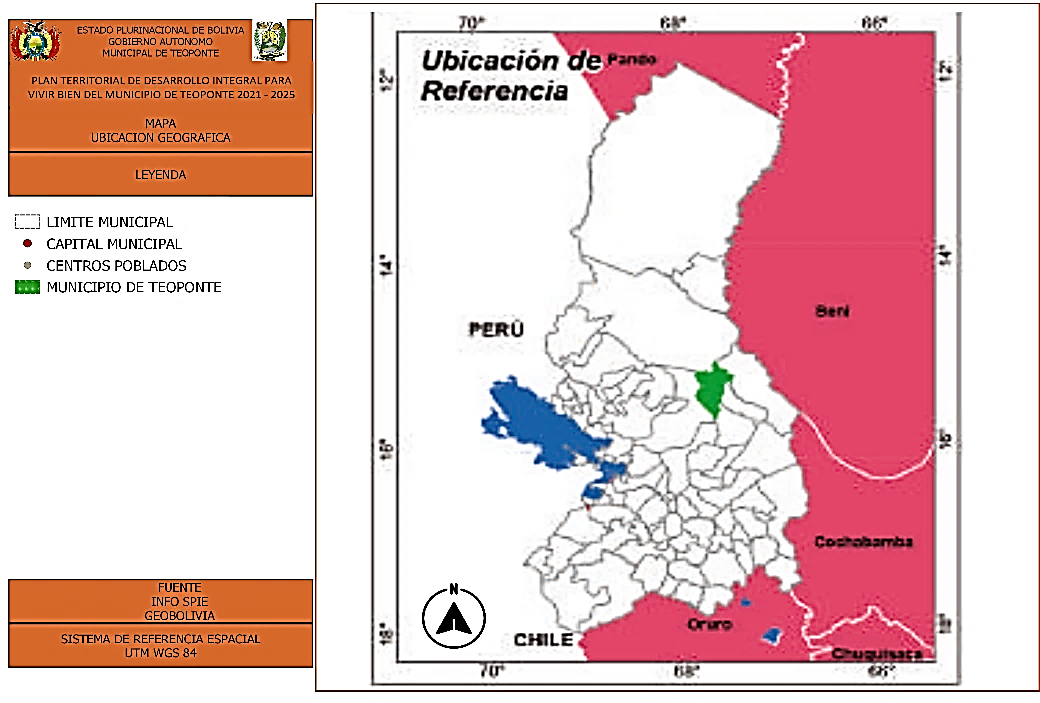 ESTADO PLURINACIONAL DE BOLIVIA
GOBIERNO AUTONOMO
MUNICIPAL DE TEOPONTE
PLAN TERRITORIAL DE DESARROLLO INTEGRAL PARA
VIVIR BIEN DEL MUNICIPIO DE TEOPONTE 2021 - 2025
MAPA
UBICACION GEOGRAFICA
LEYENDA
LIMITE MUNICIPAL
CAPITAL MUNICIPAL
CENTROS POBLADOS
MUNICIPIO DE TEOPONTE
FUENTE
INFO SPIE
GEOBOLIVIA
SISTEMA DE REFERENCIA ESPACIAL
UTM WGS 84
70° 68° 66°
Ubicación de
Referencia
Pando
12° 12°
14° 14°
Beni
PERÚ
16° 16°
Cochabamba
N
18° 18°
Oruro
CHILE
Chuquisaca
70° 68° 66°